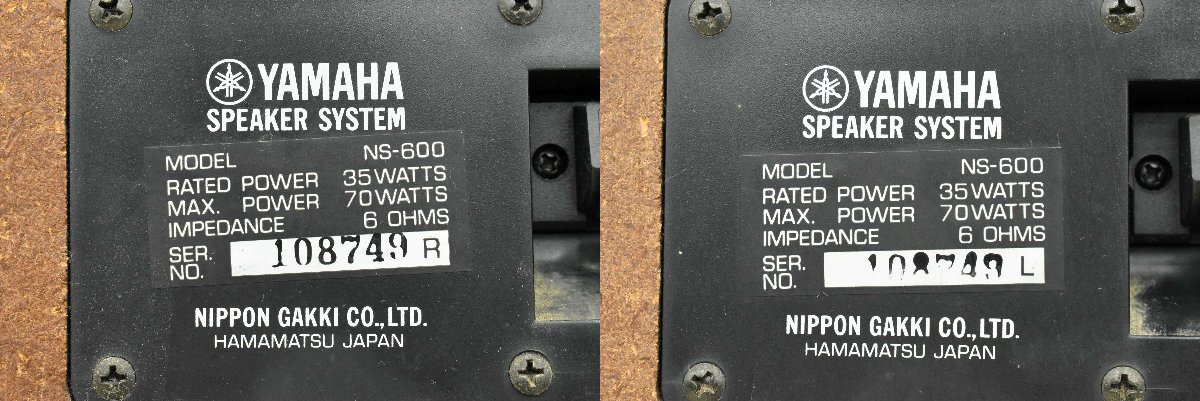 YAMAHA
SPEAKER SYSTEM
MODEL NS-600
RATED POWER 35 WATTS
MAX. POWER 70 WATTS
IMPEDANCE 6 OHMS
SER. NO. 108749 R
NIPPON GAKKI CO.,LTD.
HAMAMATSU JAPAN
YAMAHA
SPEAKER SYSTEM
MODEL NS-600
RATED POWER 35 WATTS
MAX. POWER 70 WATTS
IMPEDANCE 6 OHMS
SER. NO. 108749 L
NIPPON GAKKI CO.,LTD.
HAMAMATSU JAPAN